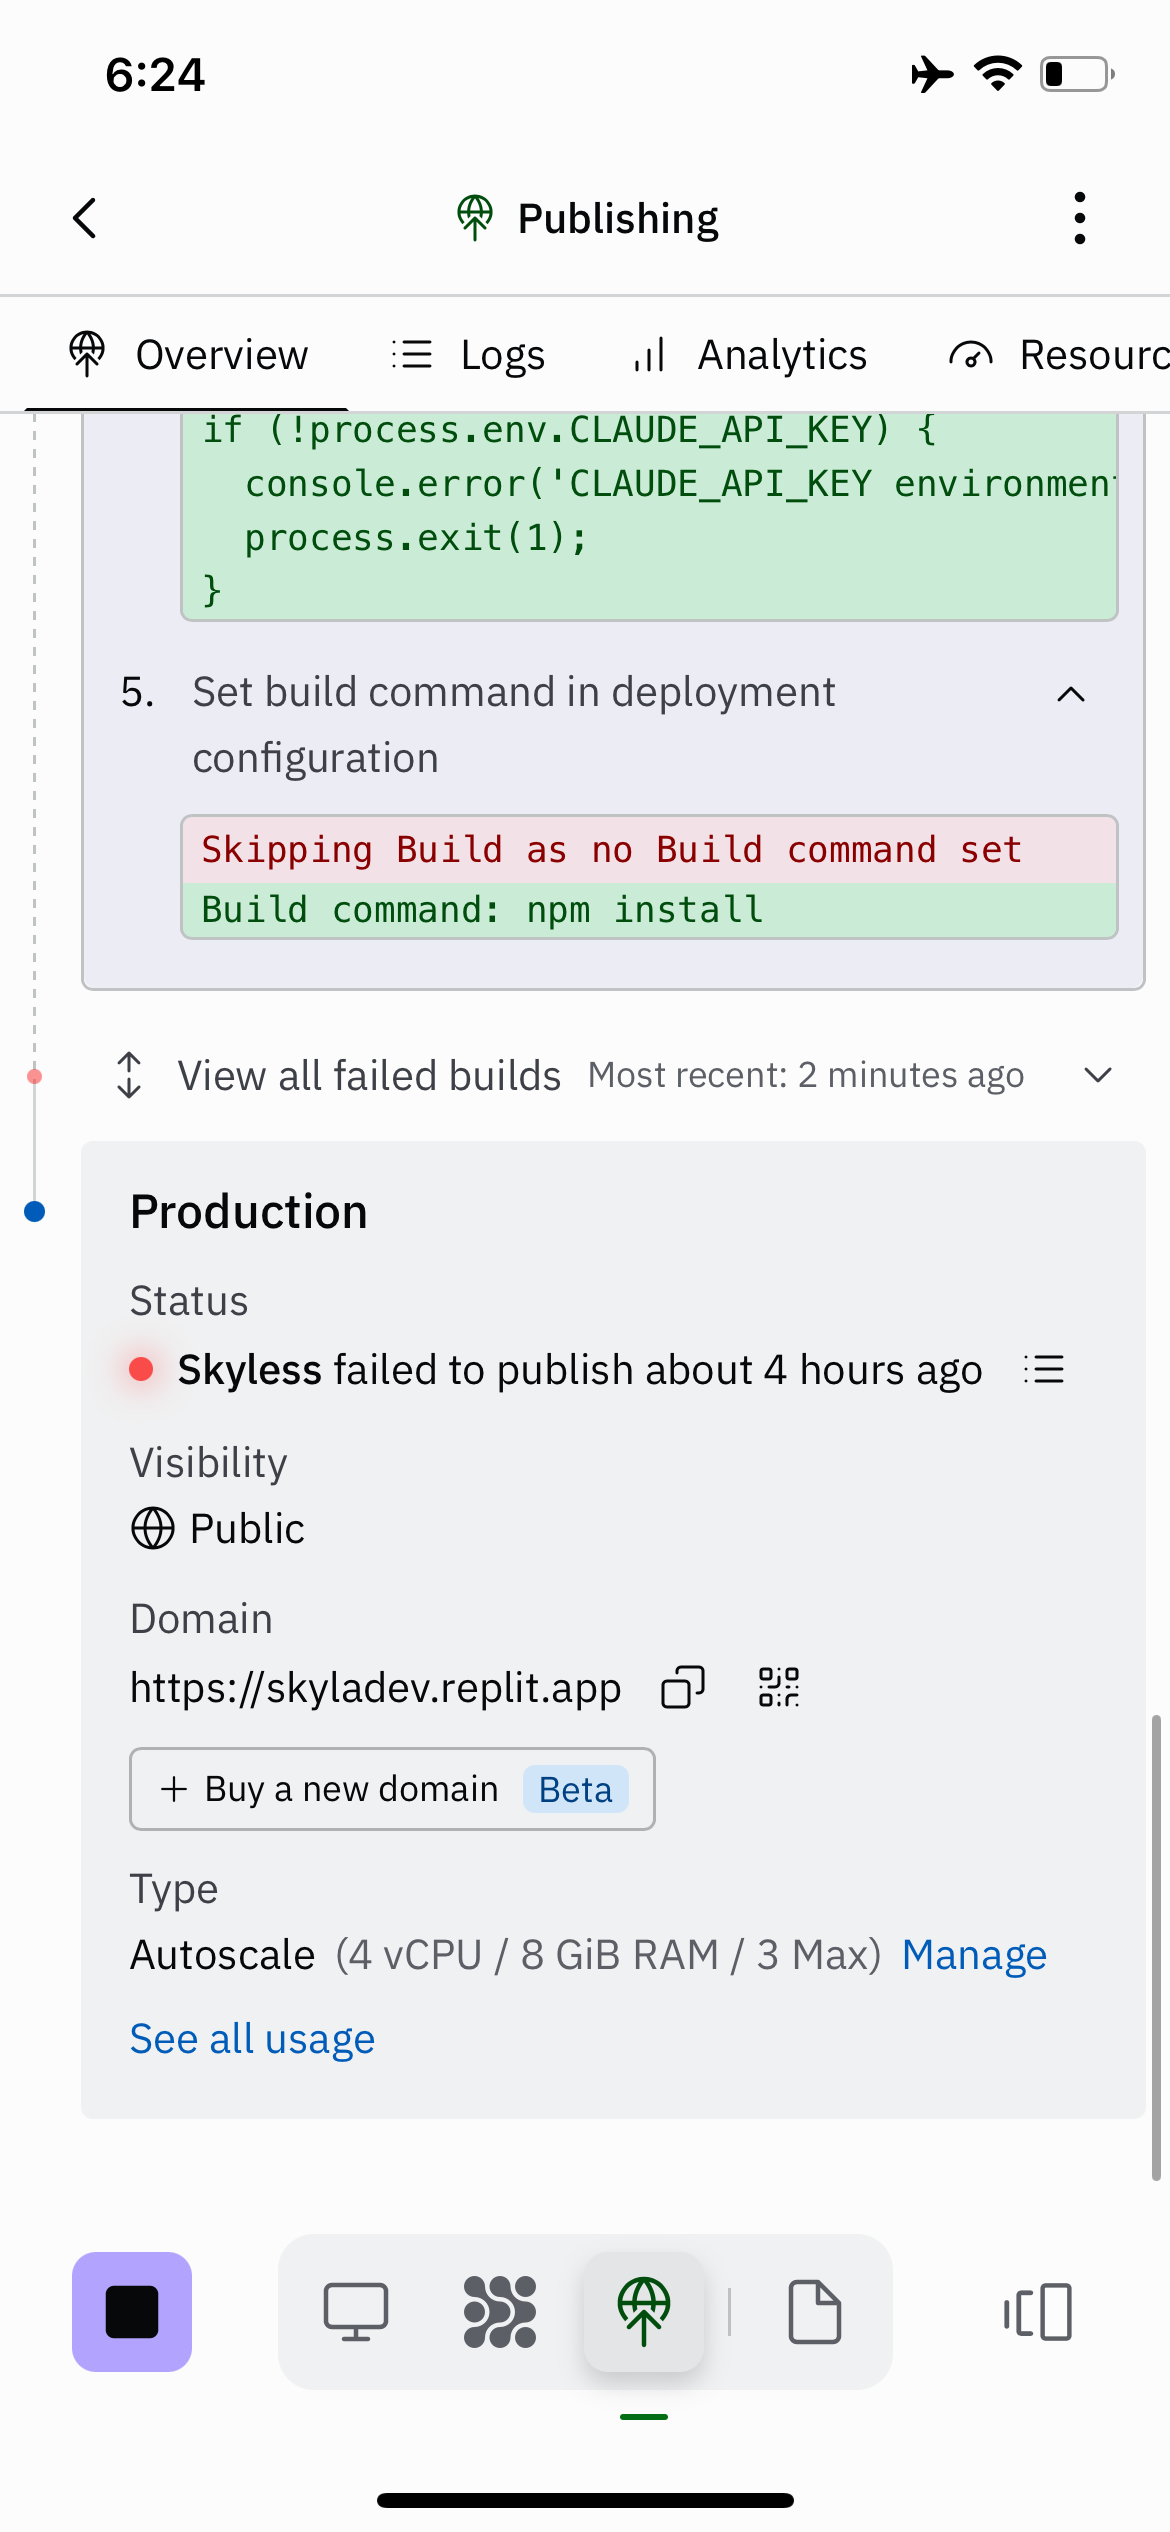 6:24
Publishing
Overview
Logs
Analytics
Resourc
if (!process.env.CLAUDE_API_KEY) {
console.error('CLAUDE_API_KEY environment
process.exit(1);
}
5. Set build command in deployment
configuration
Skipping Build as no Build command set
Build command: npm install
View all failed builds Most recent: 2 minutes ago
Production
Status
Skyless failed to publish about 4 hours ago
Visibility
Public
Domain
https://skyladev.replit.app
+ Buy a new domain Beta
Type
Autoscale (4 vCPU / 8 GiB RAM / 3 Max) Manage
See all usage